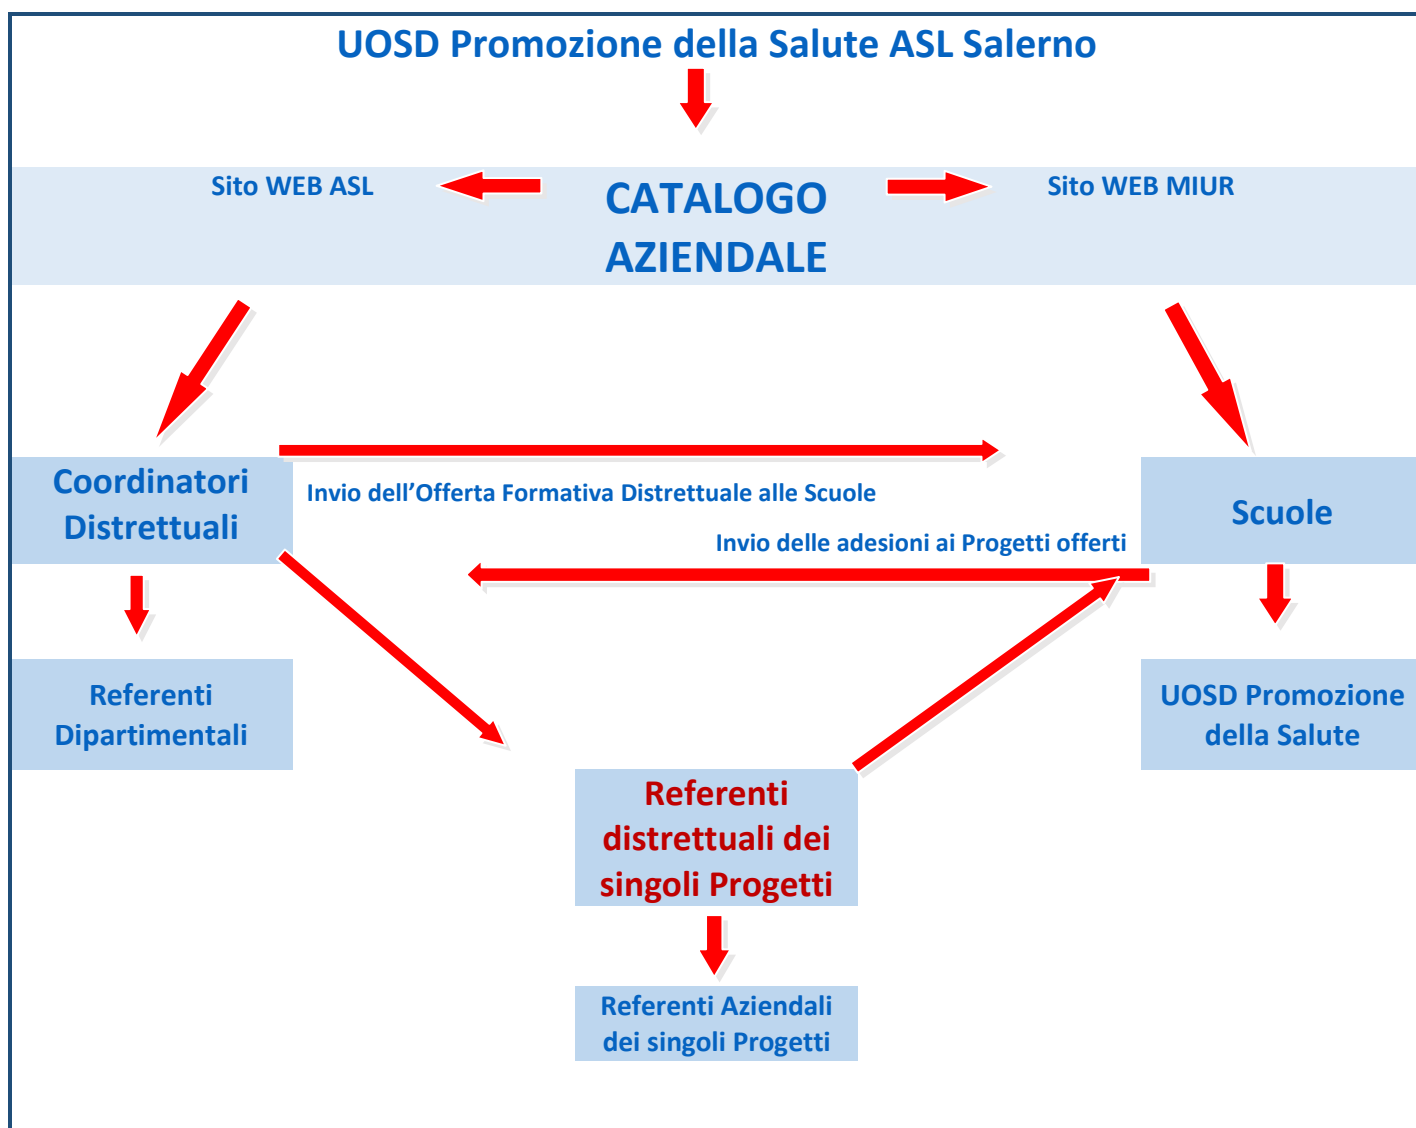 UOSD Promozione della Salute ASL Salerno
Sito WEB ASL
CATALOGO
AZIENDALE
Sito WEB MIUR
Coordinatori
Distrettuali
Invio dell’Offerta Formativa Distrettuale alle Scuole
Scuole
Invio delle adesioni ai Progetti offerti
Referenti
Dipartimentali
UOSD Promozione
della Salute
Referenti
distrettuali dei
singoli Progetti
Referenti Aziendali
dei singoli Progetti